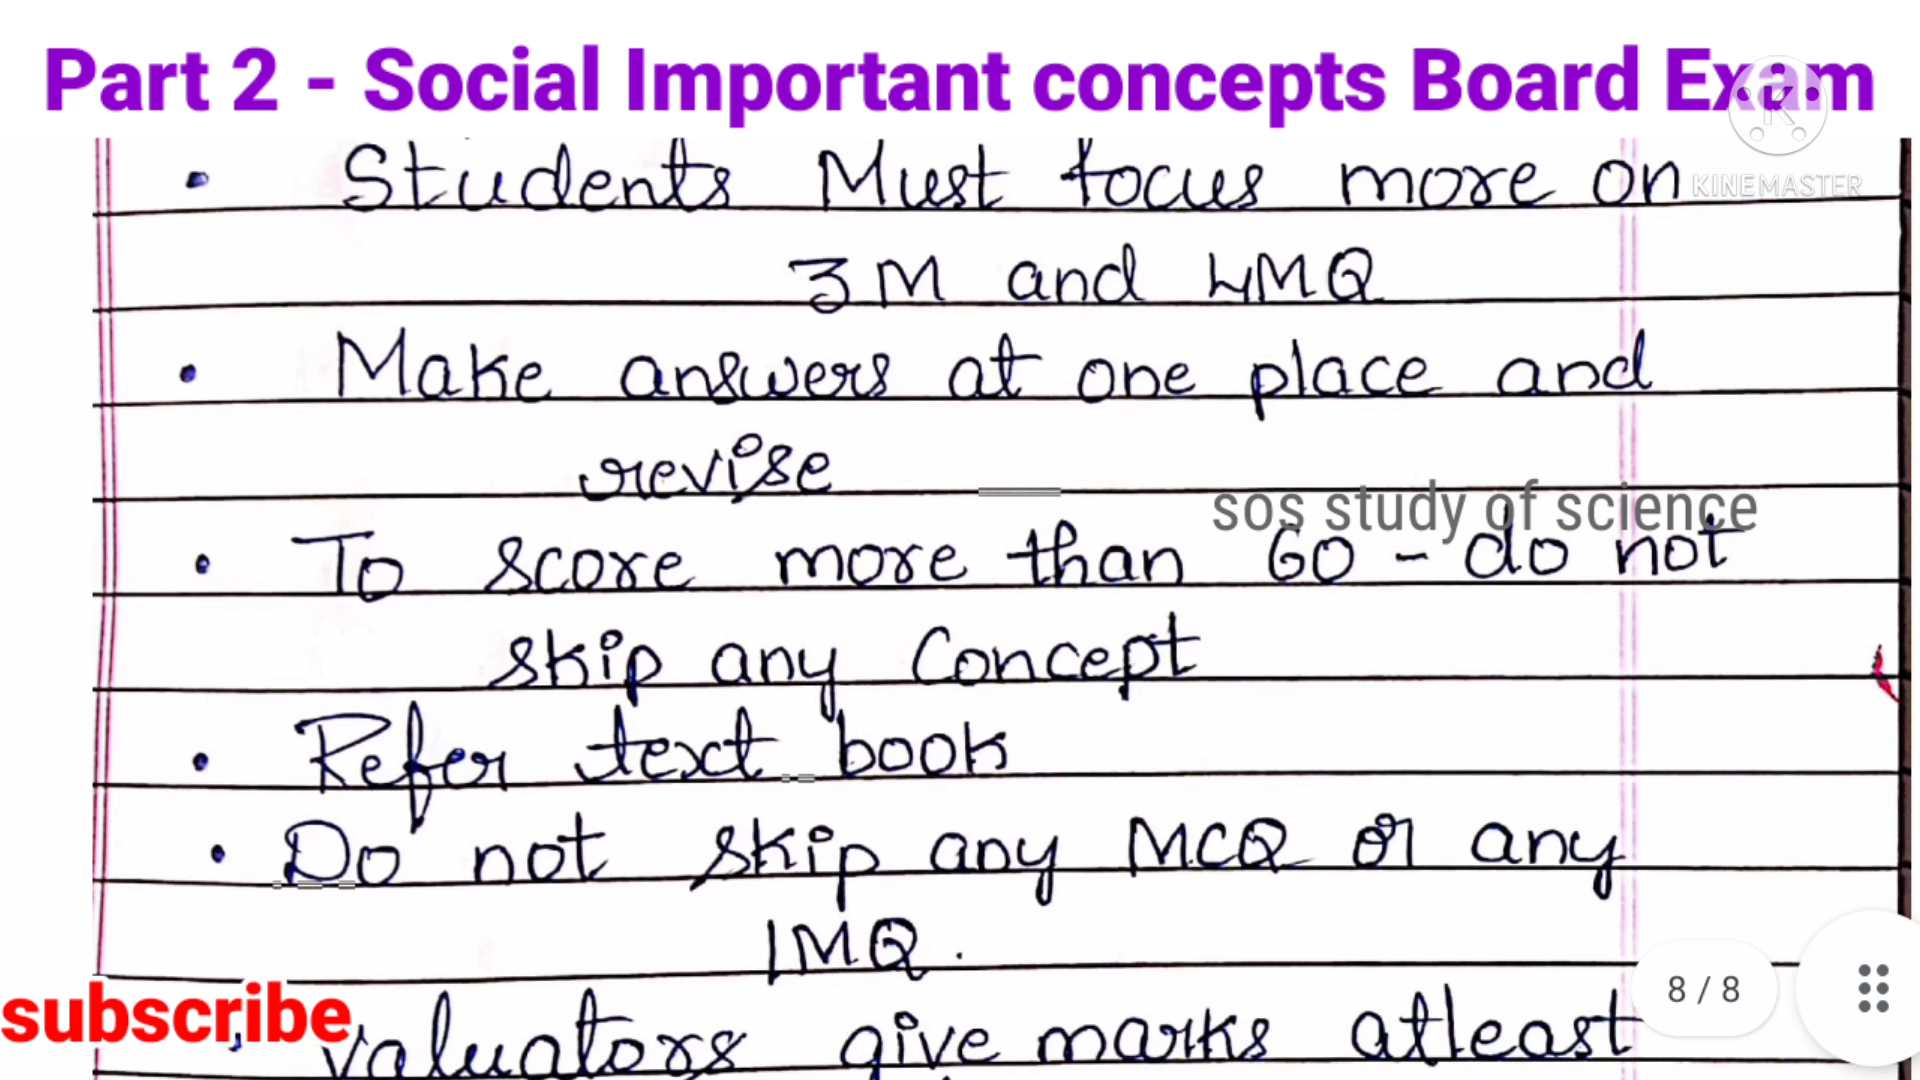 Part 2 - Social Important concepts Board Exam
K
KINEMASTER
• Students Must focus more on
3M and 4MQ
• Make answers at one place and
revise
sos study of science
• To score more than 60 - do not
skip any Concept
• Refer text book
• Do not skip any MCQ or any
1MQ.
8 / 8
subscribe
• valuators give marks atleast